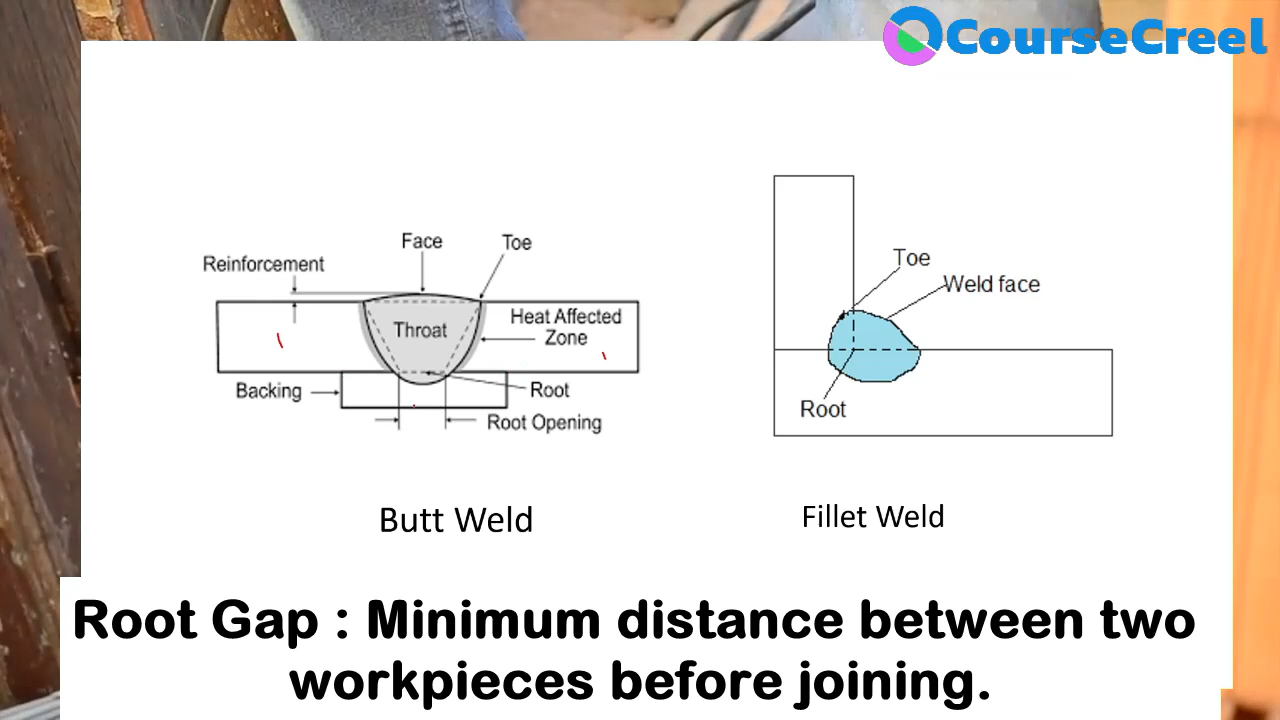 CourseCreel
Face
Toe
Reinforcement
Throat
Heat Affected
Zone
Backing
Root
Root Opening
Butt Weld
Toe
Weld face
Root
Fillet Weld
Root Gap : Minimum distance between two
workpieces before joining.